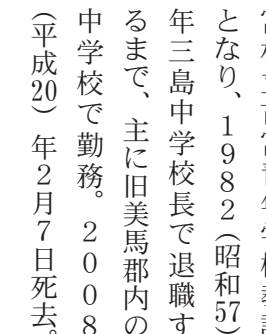 となり、1982(昭和57)
年三島中学校長で退職す
るまで、主に旧美馬郡内の
中学校で勤務。2008
(平成20)年2月7日死去。